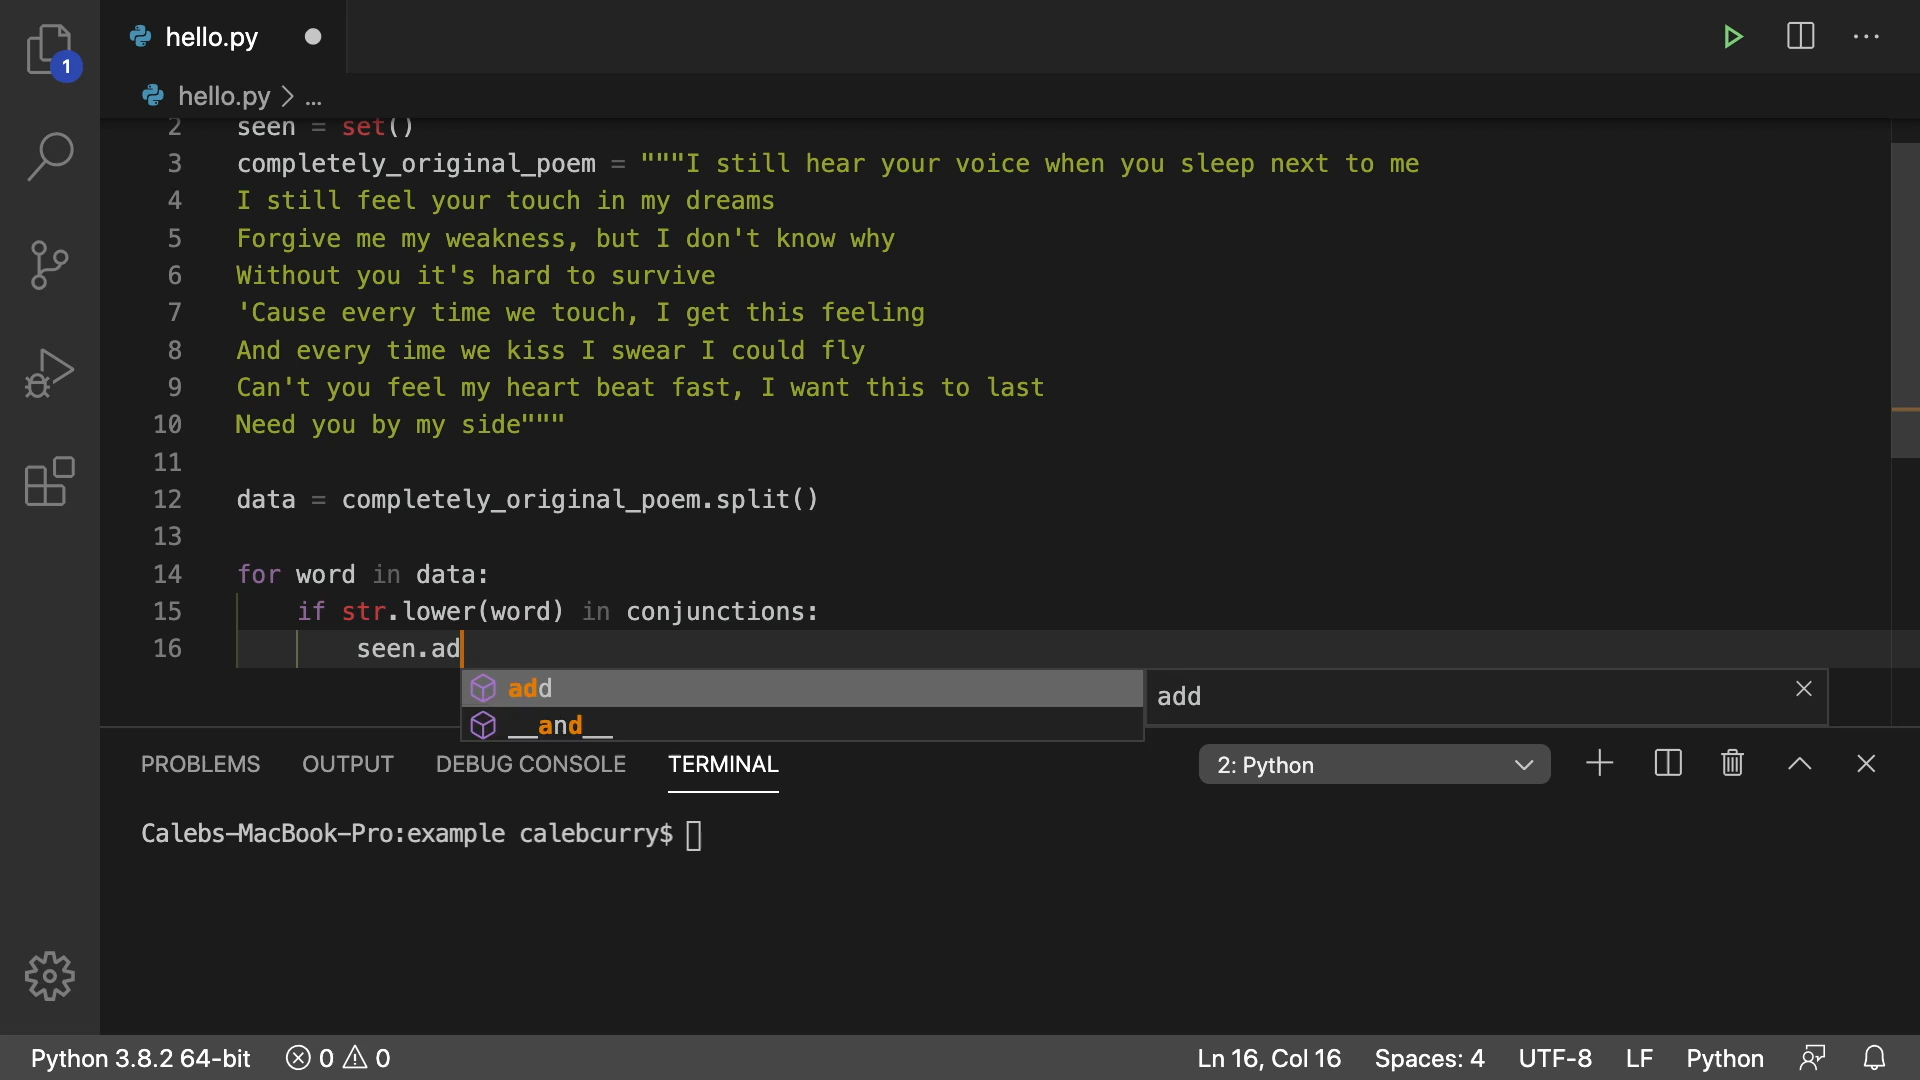 hello.py
1
hello.py > ...
2 seen = set()
3 completely_original_poem = """I still hear your voice when you sleep next to me
4 I still feel your touch in my dreams
5 Forgive me my weakness, but I don't know why
6 Without you it's hard to survive
7 'Cause every time we touch, I get this feeling
8 And every time we kiss I swear I could fly
9 Can't you feel my heart beat fast, I want this to last
10 Need you by my side"""
11
12 data = completely_original_poem.split()
13
14 for word in data:
15 if str.lower(word) in conjunctions:
16 seen.ad
add add
__and__
PROBLEMS OUTPUT DEBUG CONSOLE TERMINAL 2: Python
Calebs-MacBook-Pro:example calebcurry$
Python 3.8.2 64-bit 0 0 Ln 16, Col 16 Spaces: 4 UTF-8 LF Python